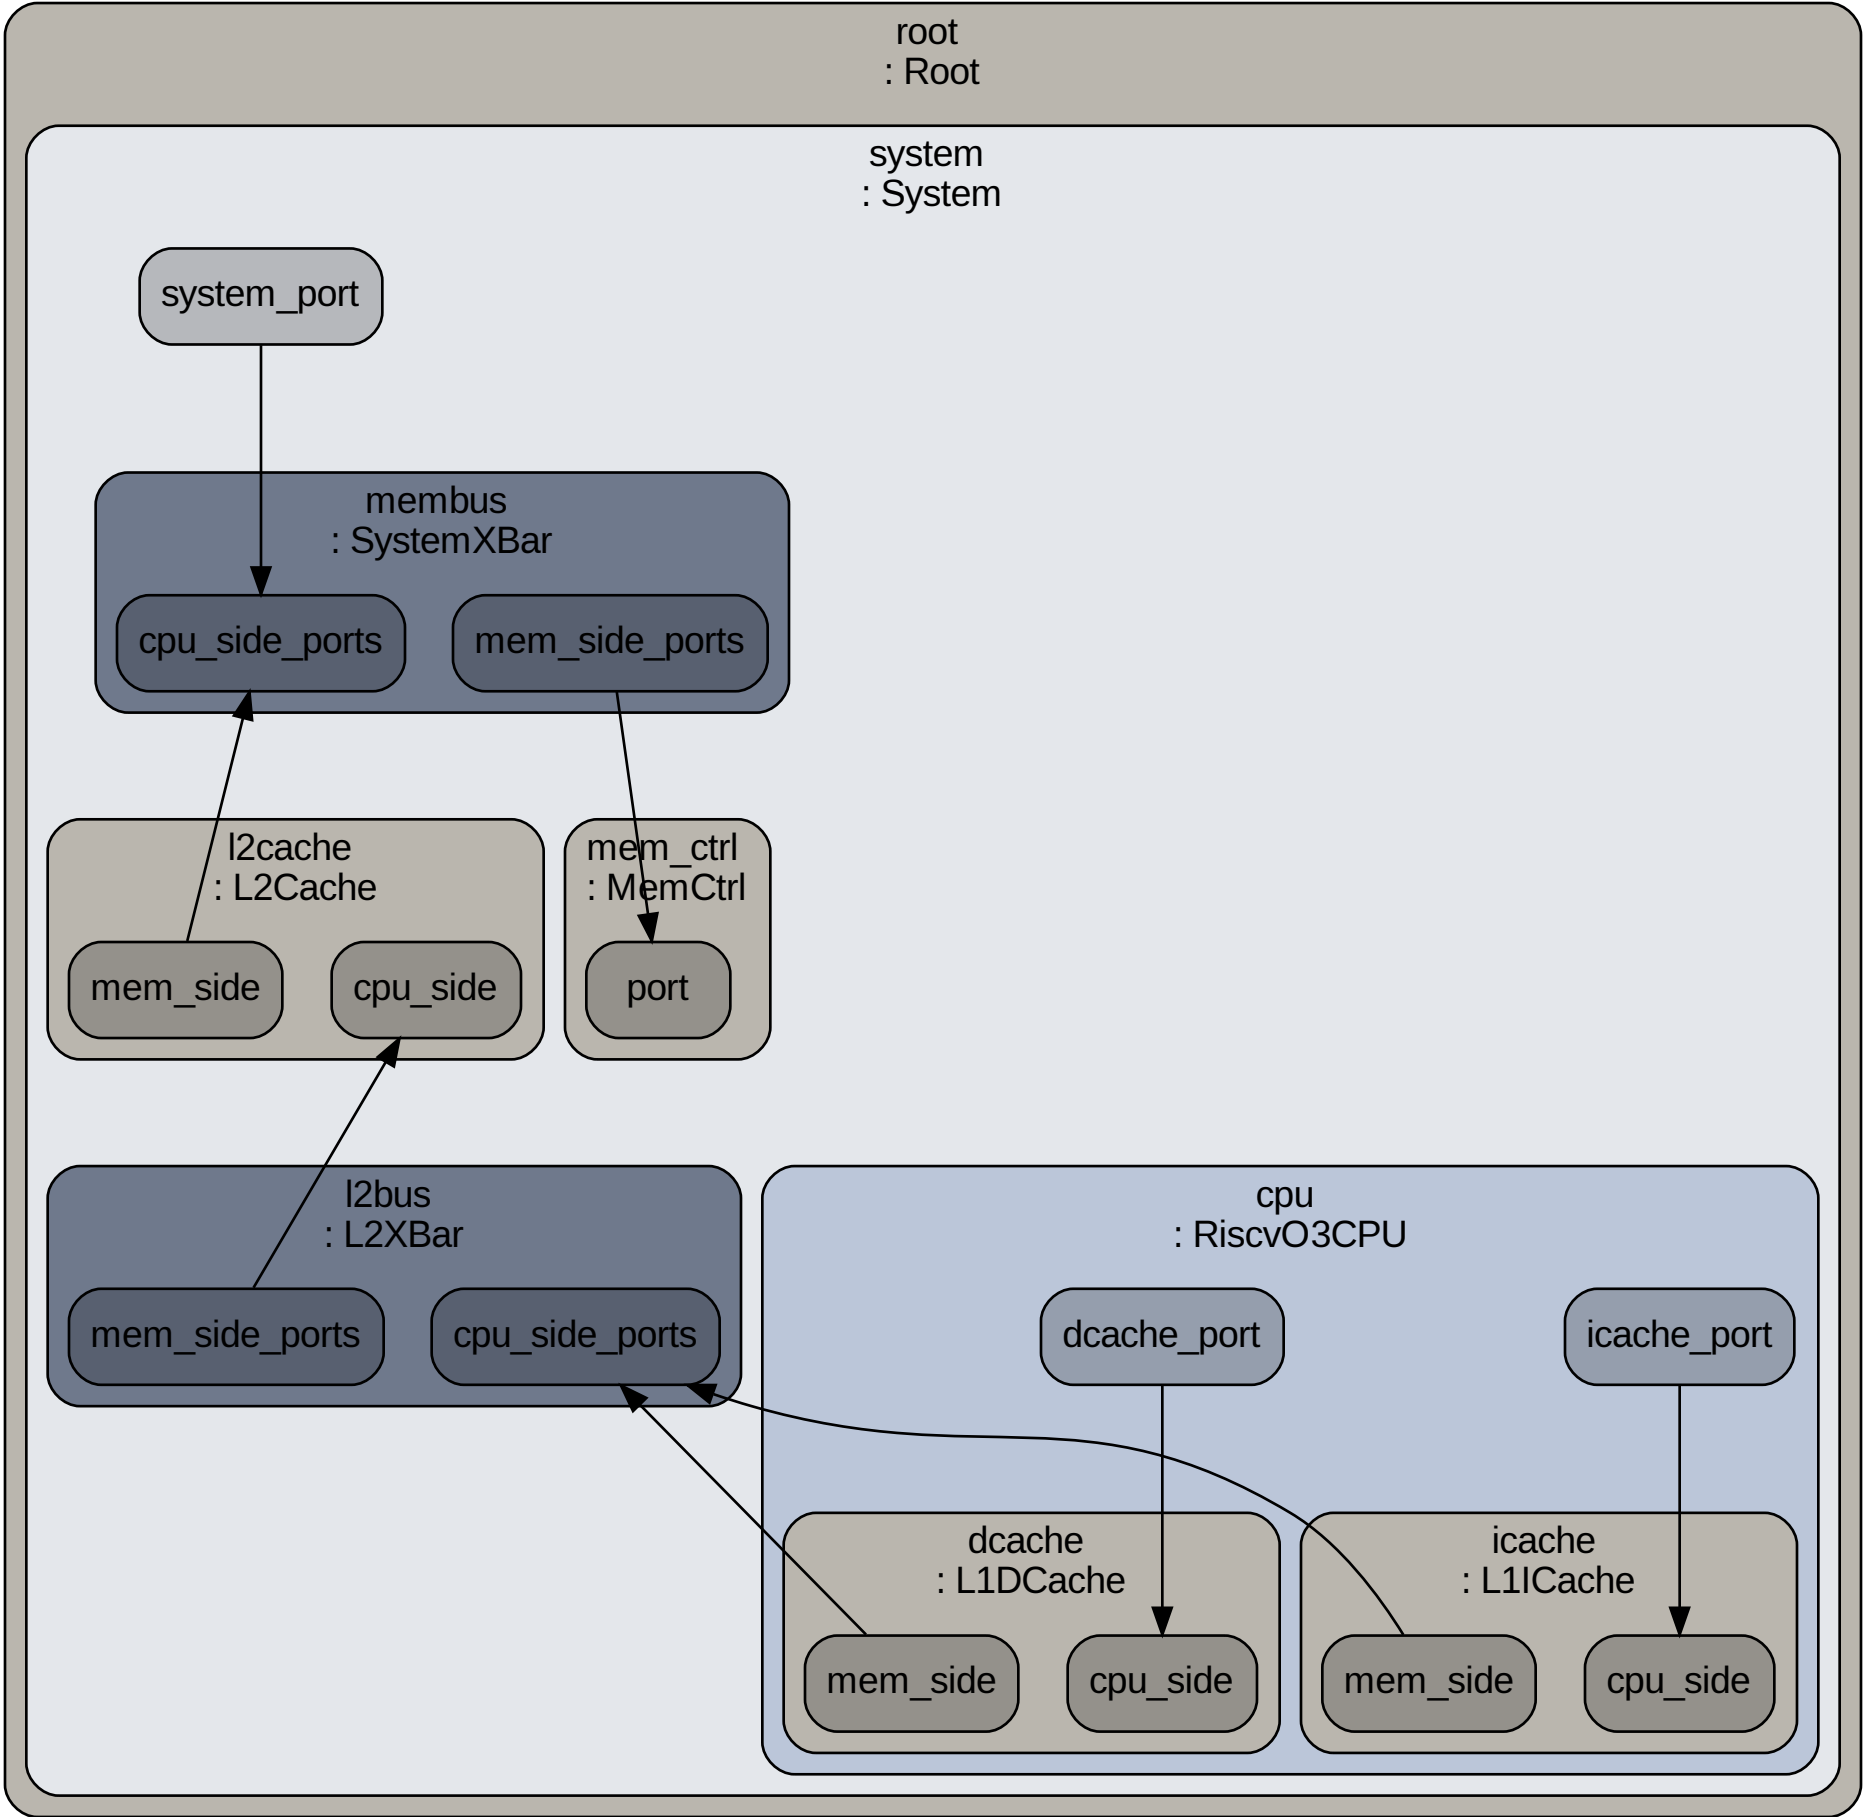 root
: Root
system
: System
system_port
membus
: SystemXBar
cpu_side_ports
mem_side_ports
l2cache
: L2Cache
mem_side
cpu_side
mem_ctrl
: MemCtrl
port
l2bus
: L2XBar
mem_side_ports
cpu_side_ports
cpu
: RiscvO3CPU
dcache_port
icache_port
dcache
: L1DCache
mem_side
cpu_side
icache
: L1ICache
mem_side
cpu_side